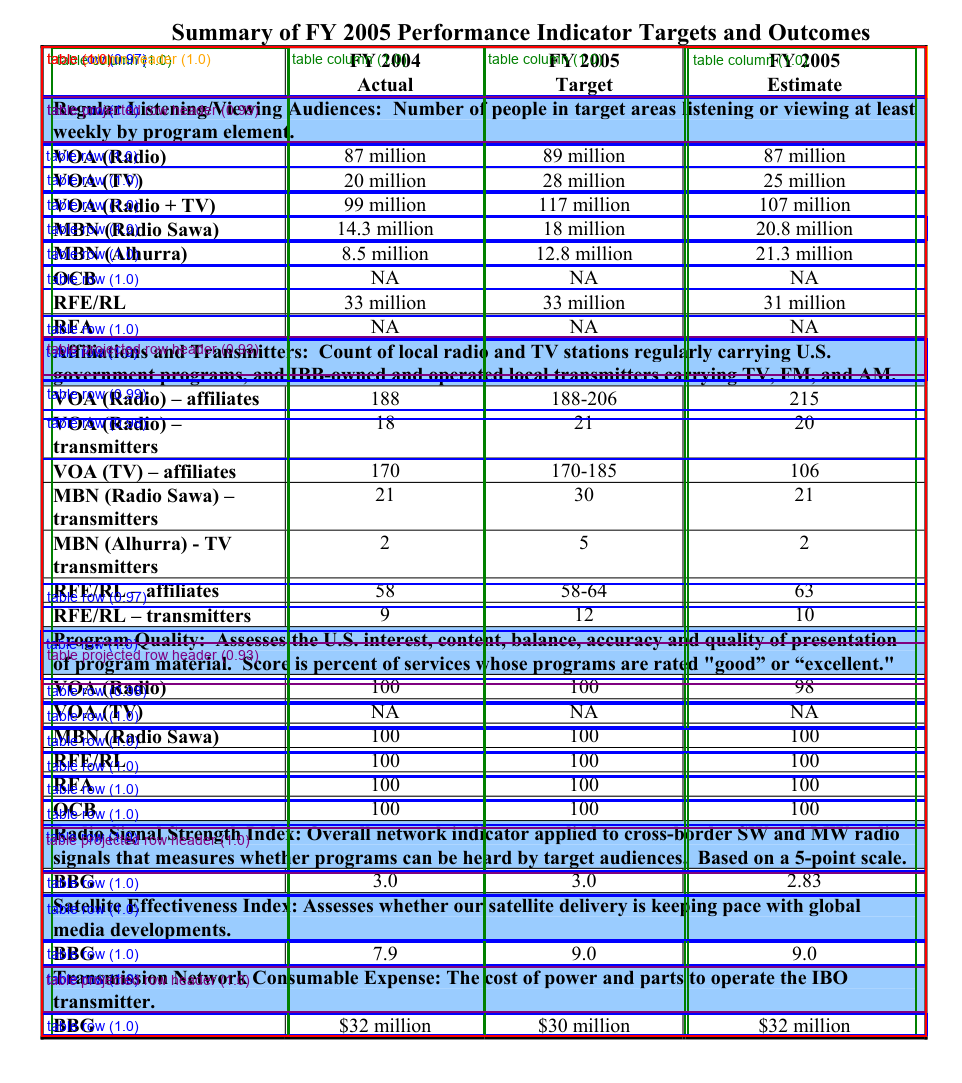 Summary of FY 2005 Performance Indicator Targets and Outcomes
FY 2004 Actual FY 2005 Target FY 2005 Estimate
Regular Listening/Viewing Audiences: Number of people in target areas listening or viewing at least
weekly by program element.
VOA (Radio) 87 million 89 million 87 million
VOA (TV) 20 million 28 million 25 million
VOA (Radio + TV) 99 million 117 million 107 million
MBN (Radio Sawa) 14.3 million 18 million 20.8 million
MBN (Alhurra) 8.5 million 12.8 million 21.3 million
OCB NA NA NA
RFE/RL 33 million 33 million 31 million
RFA NA NA NA
Affiliations and Transmitters: Count of local radio and TV stations regularly carrying U.S.
government programs, and IBB-owned and operated local transmitters carrying TV, FM, and AM.
VOA (Radio) – affiliates 188 188-206 215
VOA (Radio) – 18 21 20
transmitters
VOA (TV) – affiliates 170 170-185 106
MBN (Radio Sawa) – 21 30 21
transmitters
MBN (Alhurra) - TV 2 5 2
transmitters
RFE/RL – affiliates 58 58-64 63
RFE/RL – transmitters 9 12 10
Program Quality: Assesses the U.S. interest, content, balance, accuracy and quality of presentation
of program material. Score is percent of services whose programs are rated "good” or “excellent."
VOA (Radio) 100 100 98
VOA (TV) NA NA NA
MBN (Radio Sawa) 100 100 100
RFE/RL 100 100 100
RFA 100 100 100
OCB 100 100 100
Radio Signal Strength Index: Overall network indicator applied to cross-border SW and MW radio
signals that measures whether programs can be heard by target audiences. Based on a 5-point scale.
BBG 3.0 3.0 2.83
Satellite Effectiveness Index: Assesses whether our satellite delivery is keeping pace with global
media developments.
BBG 7.9 9.0 9.0
Transmission Network Consumable Expense: The cost of power and parts to operate the IBO
transmitter.
BBG $32 million $30 million $32 million